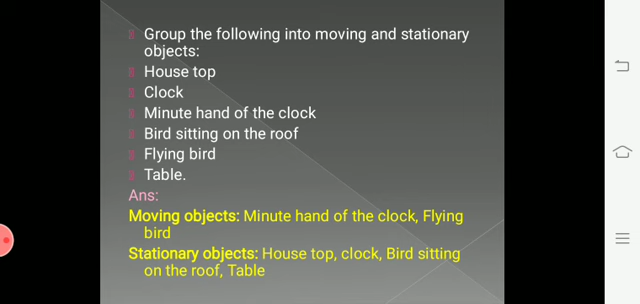 Group the following into moving and stationary
objects:
House top
Clock
Minute hand of the clock
Bird sitting on the roof
Flying bird
Table.
Ans:
Moving objects: Minute hand of the clock, Flying
bird
Stationary objects: House top, clock, Bird sitting
on the roof, Table